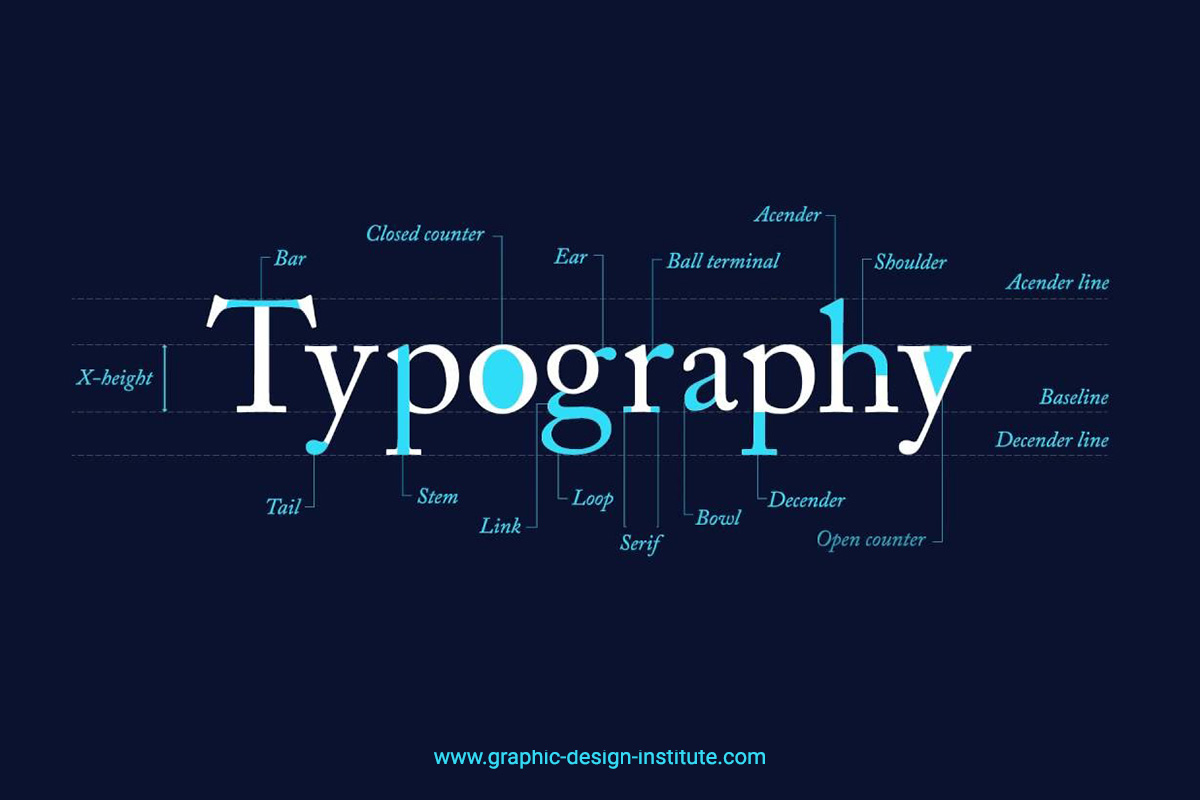 Acender
Closed counter
Bar
Ear
Ball terminal
Shoulder
Acender line
Typography
X-height
Baseline
Decender line
Tail
Stem
Link
Loop
Serif
Bowl
Decender
Open counter
www.graphic-design-institute.com